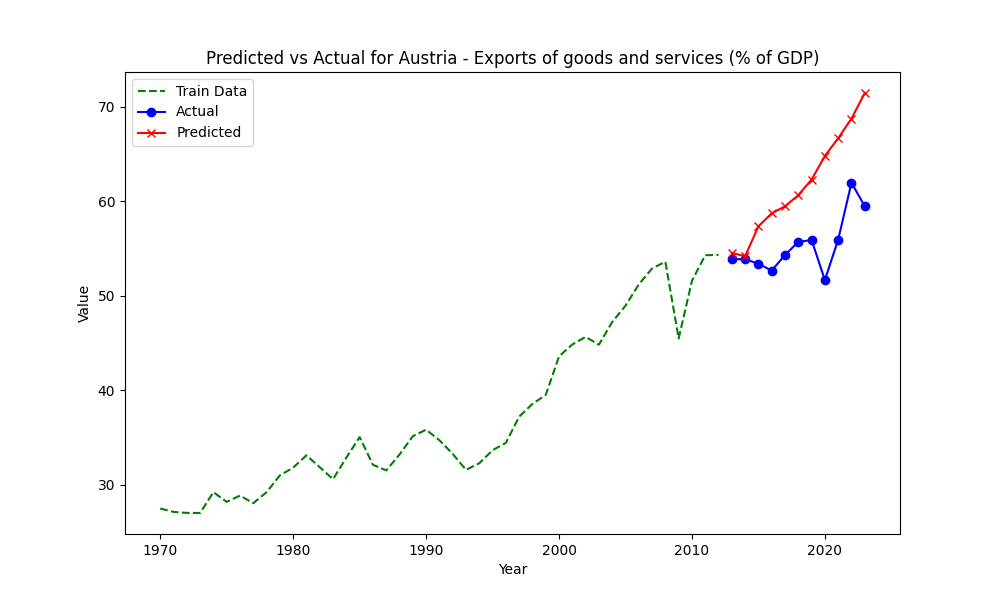 Predicted vs Actual for Austria - Exports of goods and services (% of GDP)
Train Data
Actual
Predicted
70
60
50
40
30
Value
1970 1980 1990 2000 2010 2020
Year